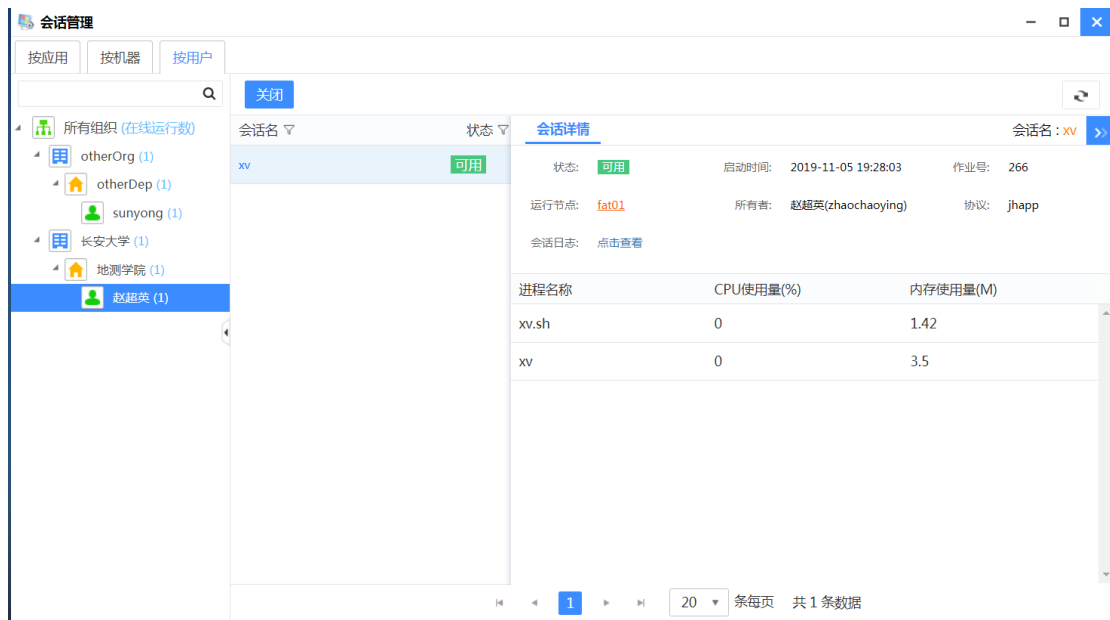 会话管理
按应用 按机器 按用户
关闭
所有组织 (在线运行数)
otherOrg (1)
otherDep (1)
sunyong (1)
长安大学 (1)
地测学院 (1)
赵超英 (1)
会话名 状态
xv 可用
会话详情 会话名 : xv
状态: 可用 启动时间: 2019-11-05 19:28:03 作业号: 266
运行节点: fat01 所有者: 赵超英(zhaochaoying) 协议: jhapp
会话日志: 点击查看
进程名称 CPU使用量(%) 内存使用量(M)
xv.sh 0 1.42
xv 0 3.5
1 20 条每页 共 1 条数据